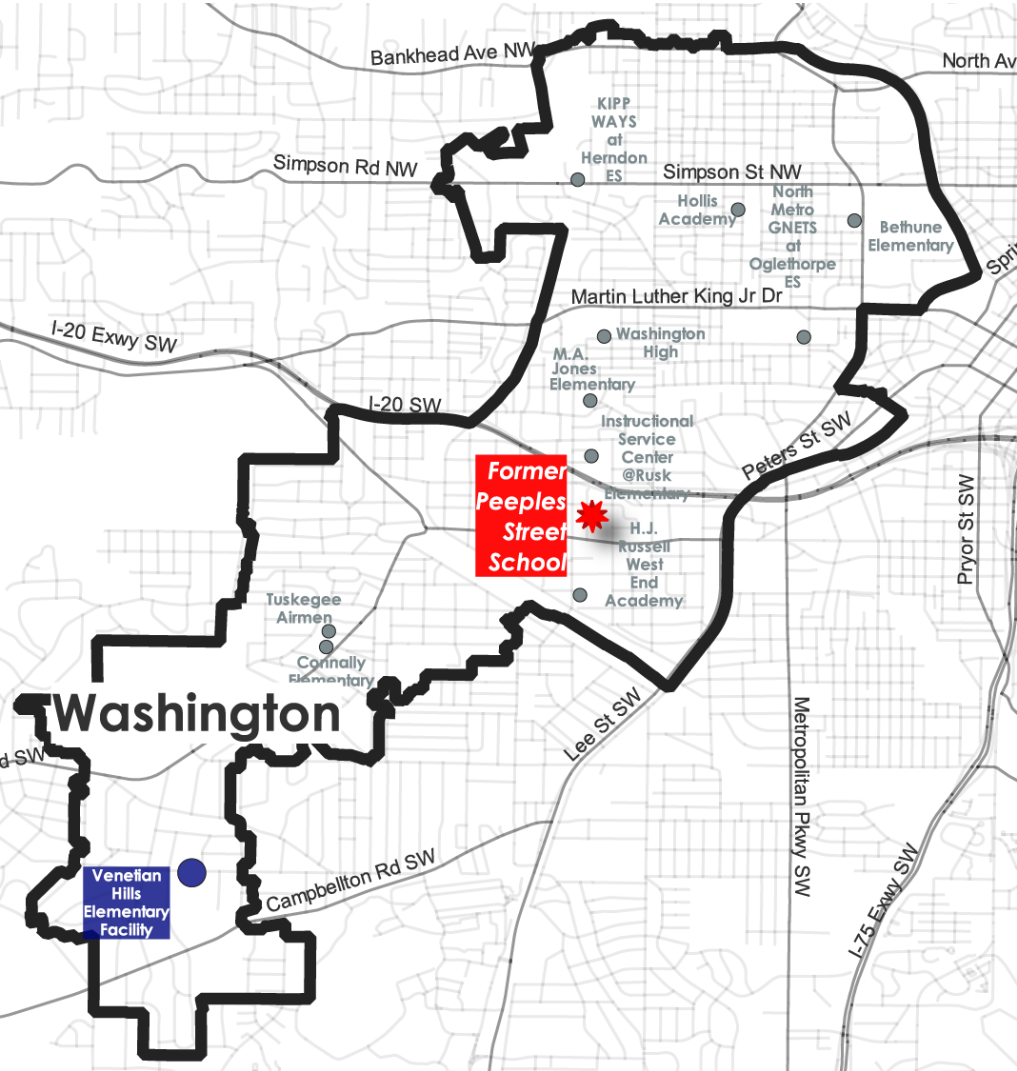 Bankhead Ave NW
North Av
KIPP
WAYS
at
Herndon
ES
Simpson Rd NW
Simpson St NW
Hollis
Academy
North
Metro
GNETS
at
Oglethorpe
ES
Bethune
Elementary
Sprin
Martin Luther King Jr Dr
I-20 Exwy SW
Washington
High
M.A.
Jones
Elementary
I-20 SW
Instructional
Service
Center
@Rusk
Elementary
Peters St SW
Former
Peeples
Street
School
H.J.
Russell
West
End
Academy
Pryor St SW
Tuskegee
Airmen
Connally
Elementary
Washington
d SW
Lee St SW
Metropolitan Pkwy SW
Venetian
Hills
Elementary
Facility
Campbellton Rd SW
I-75 Exwy SW